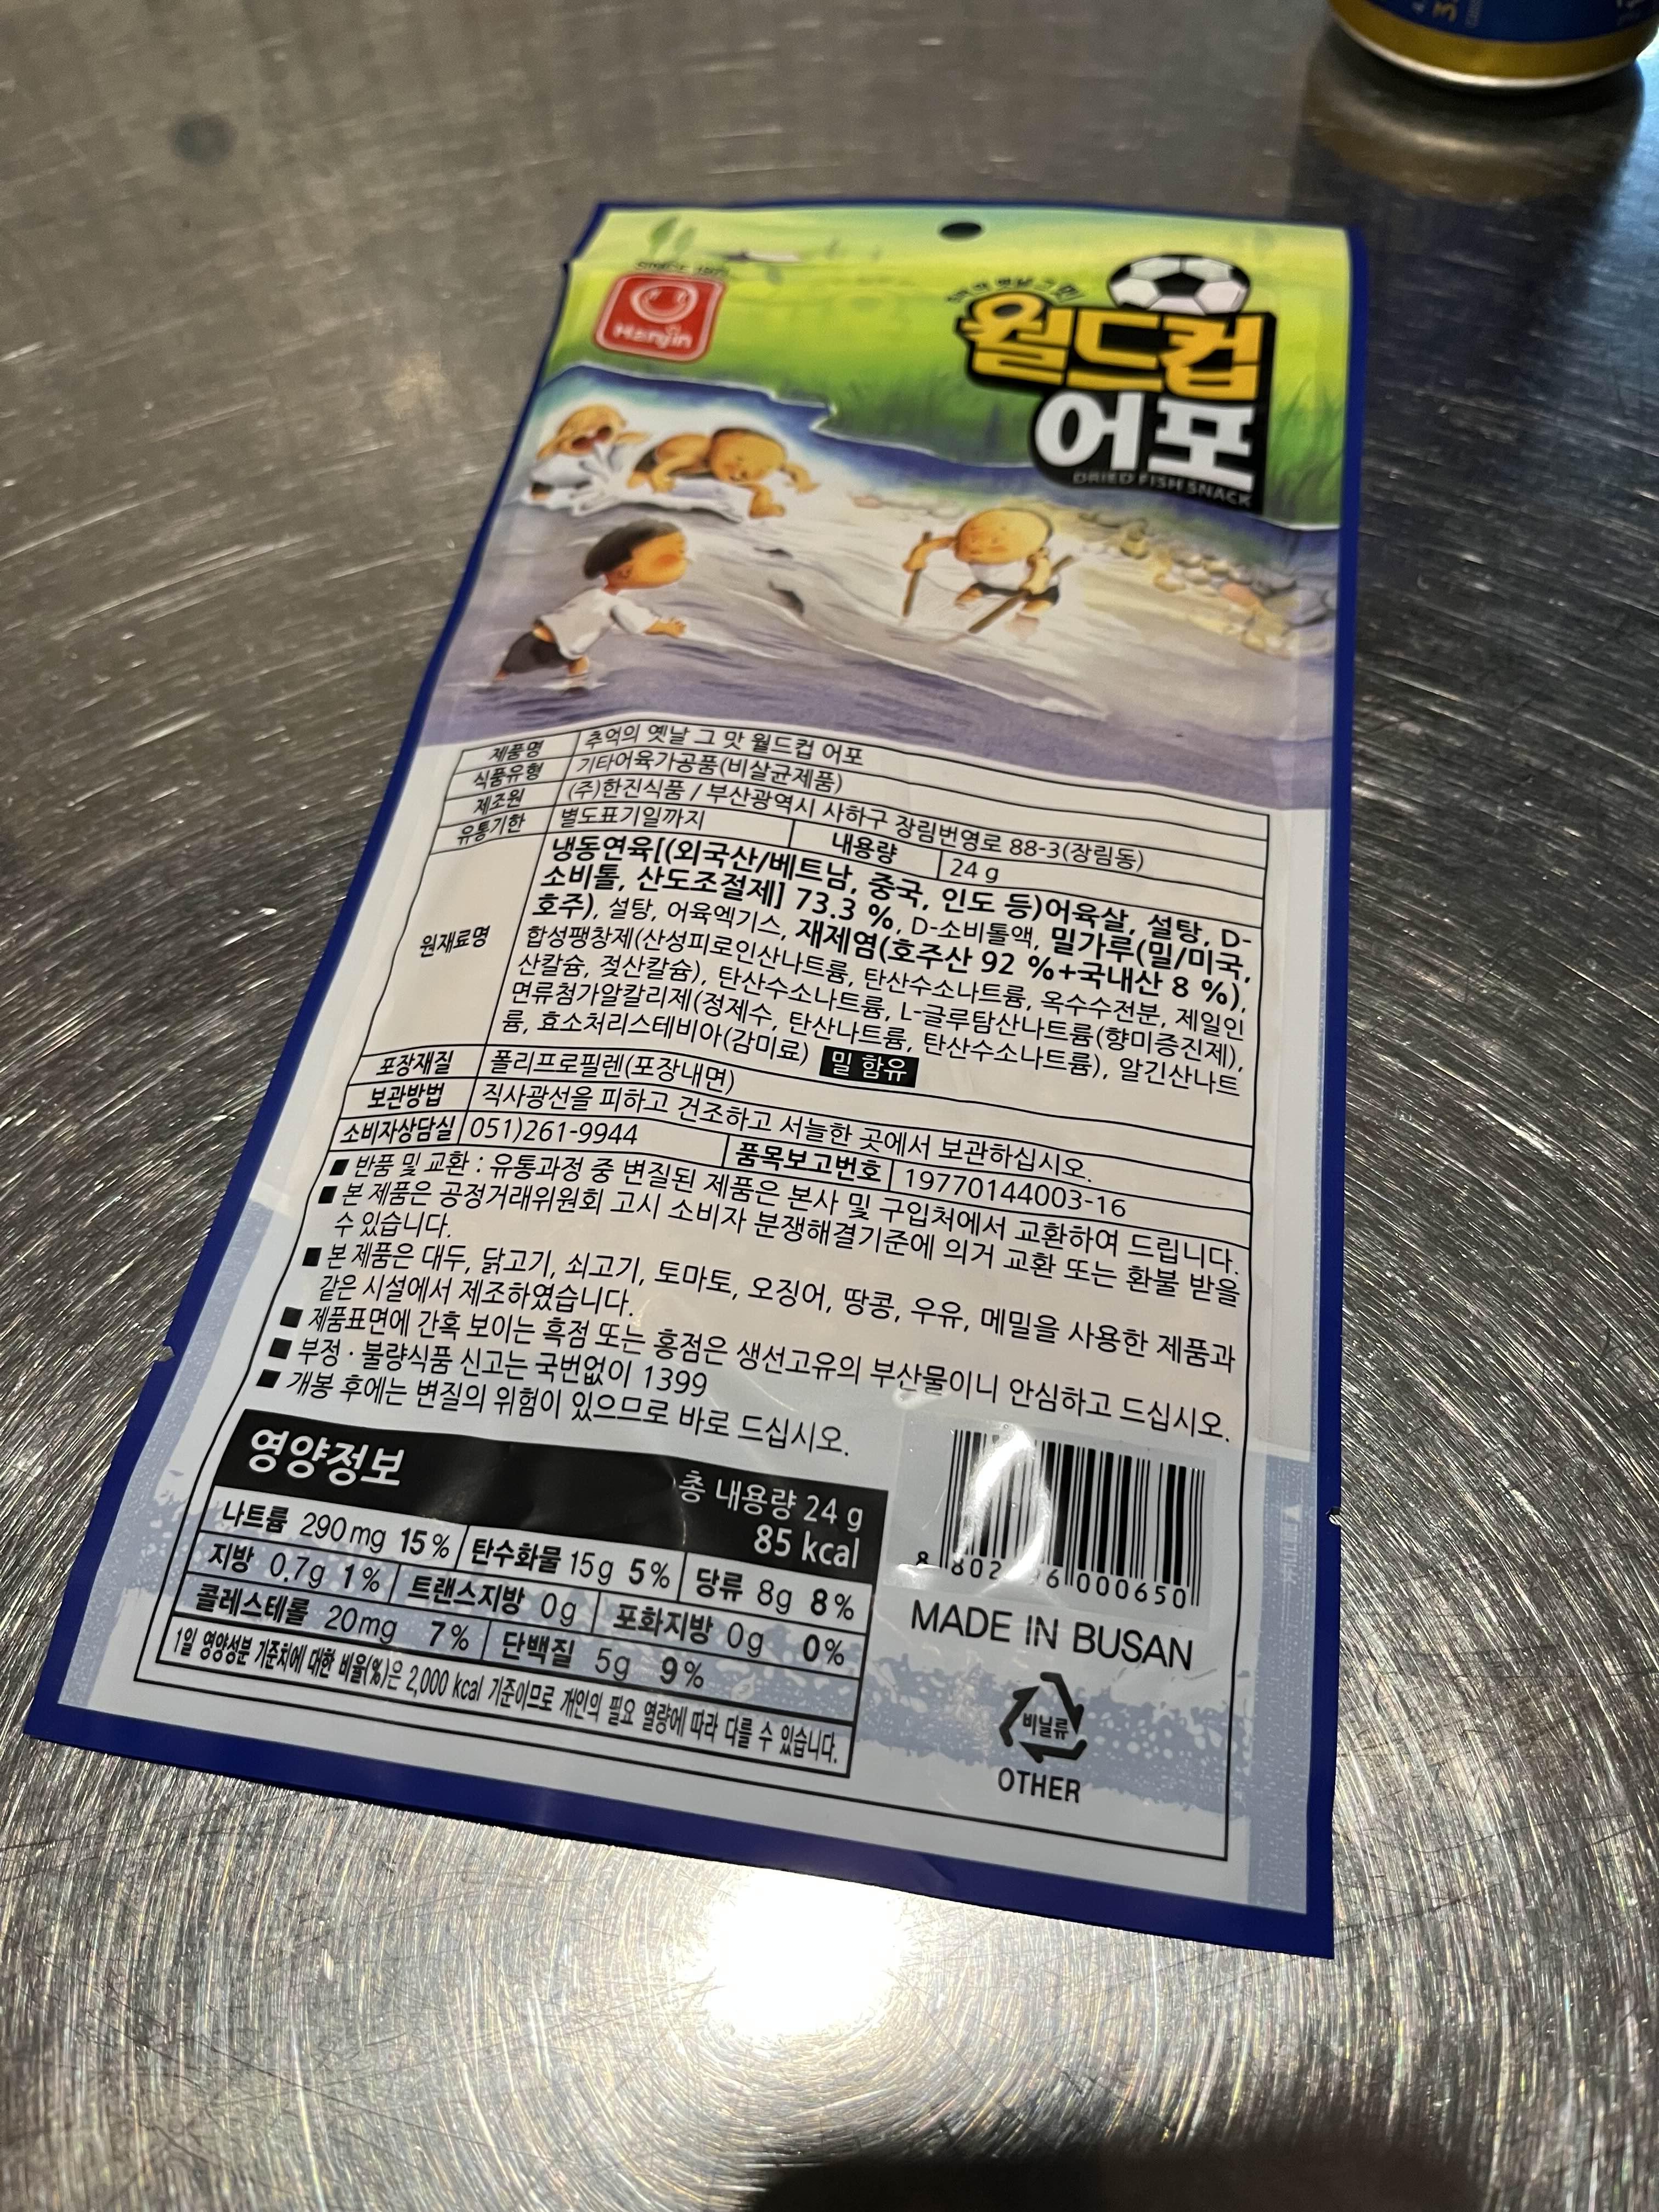 Hanjin
월드컵
어포
DRIED FISH SNACK
제품명 추억의 옛날 그 맛 월드컵 어포
식품유형 기타어육가공품(비살균제품)
제조원 (주)한진식품 / 부산광역시 사하구 장림번영로 88-3(장림동)
유통기한 별도표기일까지 내용량 24 g
원재료명 냉동연육[(외국산/베트남, 중국, 인도 등)어육살, 설탕, D-
소비톨, 산도조절제] 73.3 %, D-소비톨액, 밀가루(밀/미국,
호주), 설탕, 어육엑기스, 재제염(호주산 92 %+국내산 8 %),
합성팽창제(산성피로인산나트륨, 탄산수소나트륨, 옥수수전분, 제일인
산칼슘, 젖산칼슘), 탄산수소나트륨, L-글루탐산나트륨(향미증진제),
면류첨가알칼리제(정제수, 탄산나트륨, 탄산수소나트륨), 알긴산나트
륨, 효소처리스테비아(감미료) 밀 함유
포장재질 폴리프로필렌(포장내면)
보관방법 직사광선을 피하고 건조하고 서늘한 곳에서 보관하십시오.
소비자상담실 051)261-9944 품목보고번호 19770144003-16
■ 반품 및 교환 : 유통과정 중 변질된 제품은 본사 및 구입처에서 교환하여 드립니다.
■ 본 제품은 공정거래위원회 고시 소비자 분쟁해결기준에 의거 교환 또는 환불 받을
수 있습니다.
■ 본 제품은 대두, 닭고기, 쇠고기, 토마토, 오징어, 땅콩, 우유, 메밀을 사용한 제품과
같은 시설에서 제조하였습니다.
■ 제품표면에 간혹 보이는 흑점 또는 홍점은 생선고유의 부산물이니 안심하고 드십시오.
■ 부정 · 불량식품 신고는 국번없이 1399
■ 개봉 후에는 변질의 위험이 있으므로 바로 드십시오.
영양정보 총 내용량 24 g
85 kcal
나트륨 290 mg 15 % 탄수화물 15g 5% 당류 8g 8%
지방 0.7g 1% 트랜스지방 0g 포화지방 0g 0%
콜레스테롤 20mg 7% 단백질 5g 9%
1일 영양성분 기준치에 대한 비율(%)은 2,000 kcal 기준이므로 개인의 필요 열량에 따라 다를 수 있습니다.
000650
MADE IN BUSAN
비닐류
OTHER